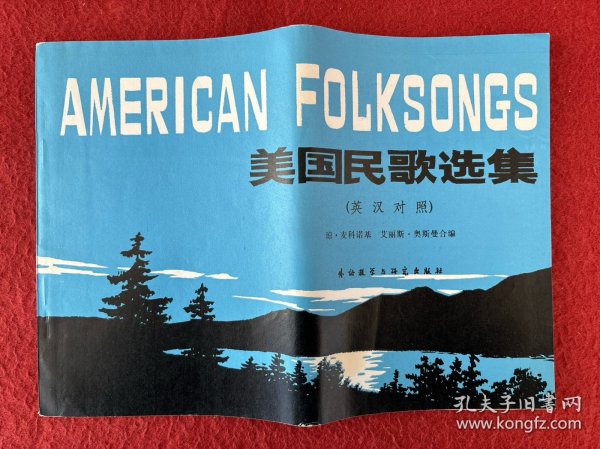 AMERICAN FOLKSONGS
美国民歌选集
(英汉对照)
琼·麦科诺基 艾丽斯·奥斯曼合编
外语教学与研究出版社
孔夫子旧书网
www.kongfz.com